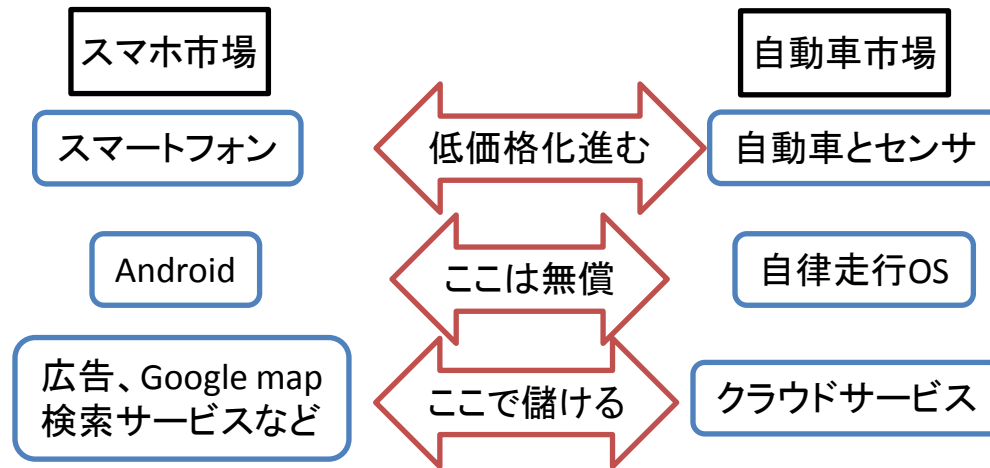 スマホ市場
自動車市場
スマートフォン
低価格化進む
自動車とセンサ
Android
ここは無償
自律走行OS
広告、Google map
検索サービスなど
ここで儲ける
クラウドサービス